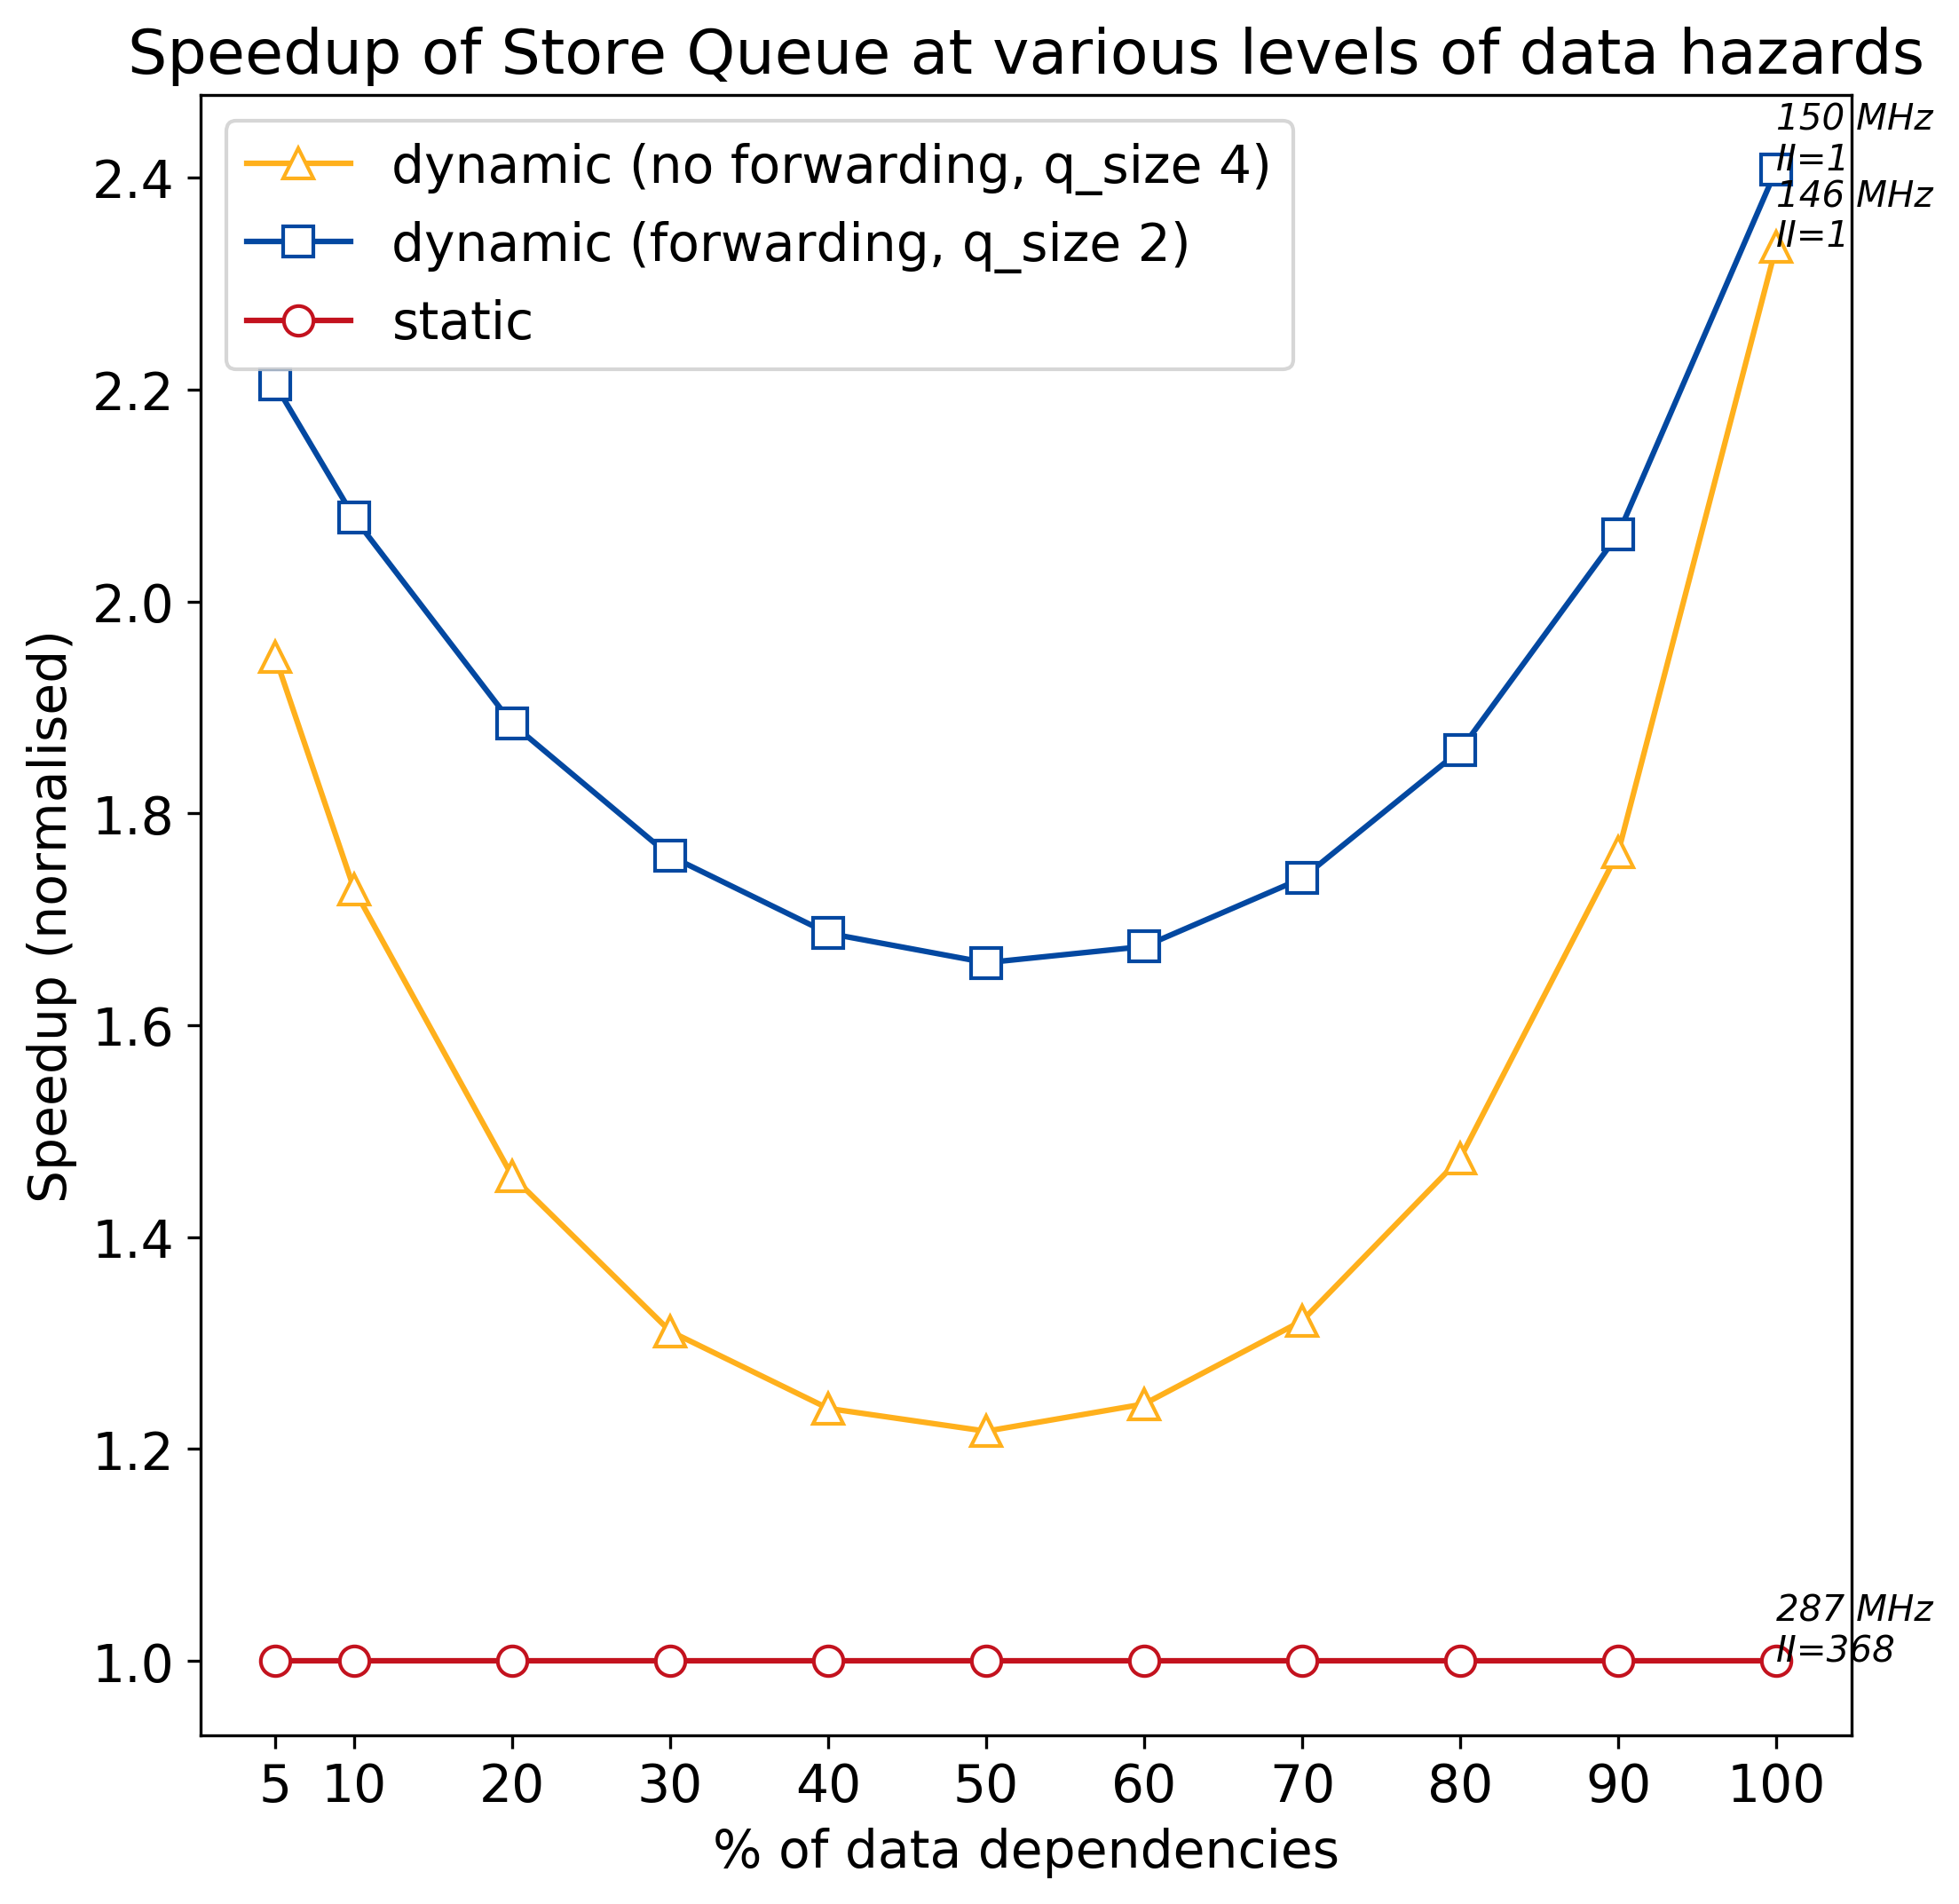 Speedup of Store Queue at various levels of data hazards
dynamic (no forwarding, q_size 4)
dynamic (forwarding, q_size 2)
static
150 MHz
II=1
146 MHz
II=1
287 MHz
II=368
Speedup (normalised)
2.4
2.2
2.0
1.8
1.6
1.4
1.2
1.0
5 10 20 30 40 50 60 70 80 90 100
% of data dependencies